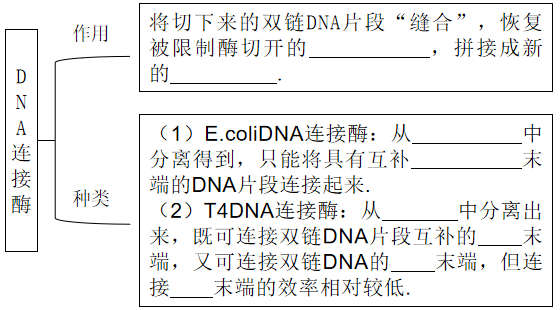 DNA连接酶
作用
将切下来的双链DNA片段“缝合”，恢复
被限制酶切开的__________，拼接成新
的_________.
种类
（1）E.coliDNA连接酶：从_________中
分离得到，只能将具有互补_________末
端的DNA片段连接起来.
（2）T4DNA连接酶：从______中分离出
来，既可连接双链DNA片段互补的____末
端，又可连接双链DNA的____末端，但连
接____末端的效率相对较低.